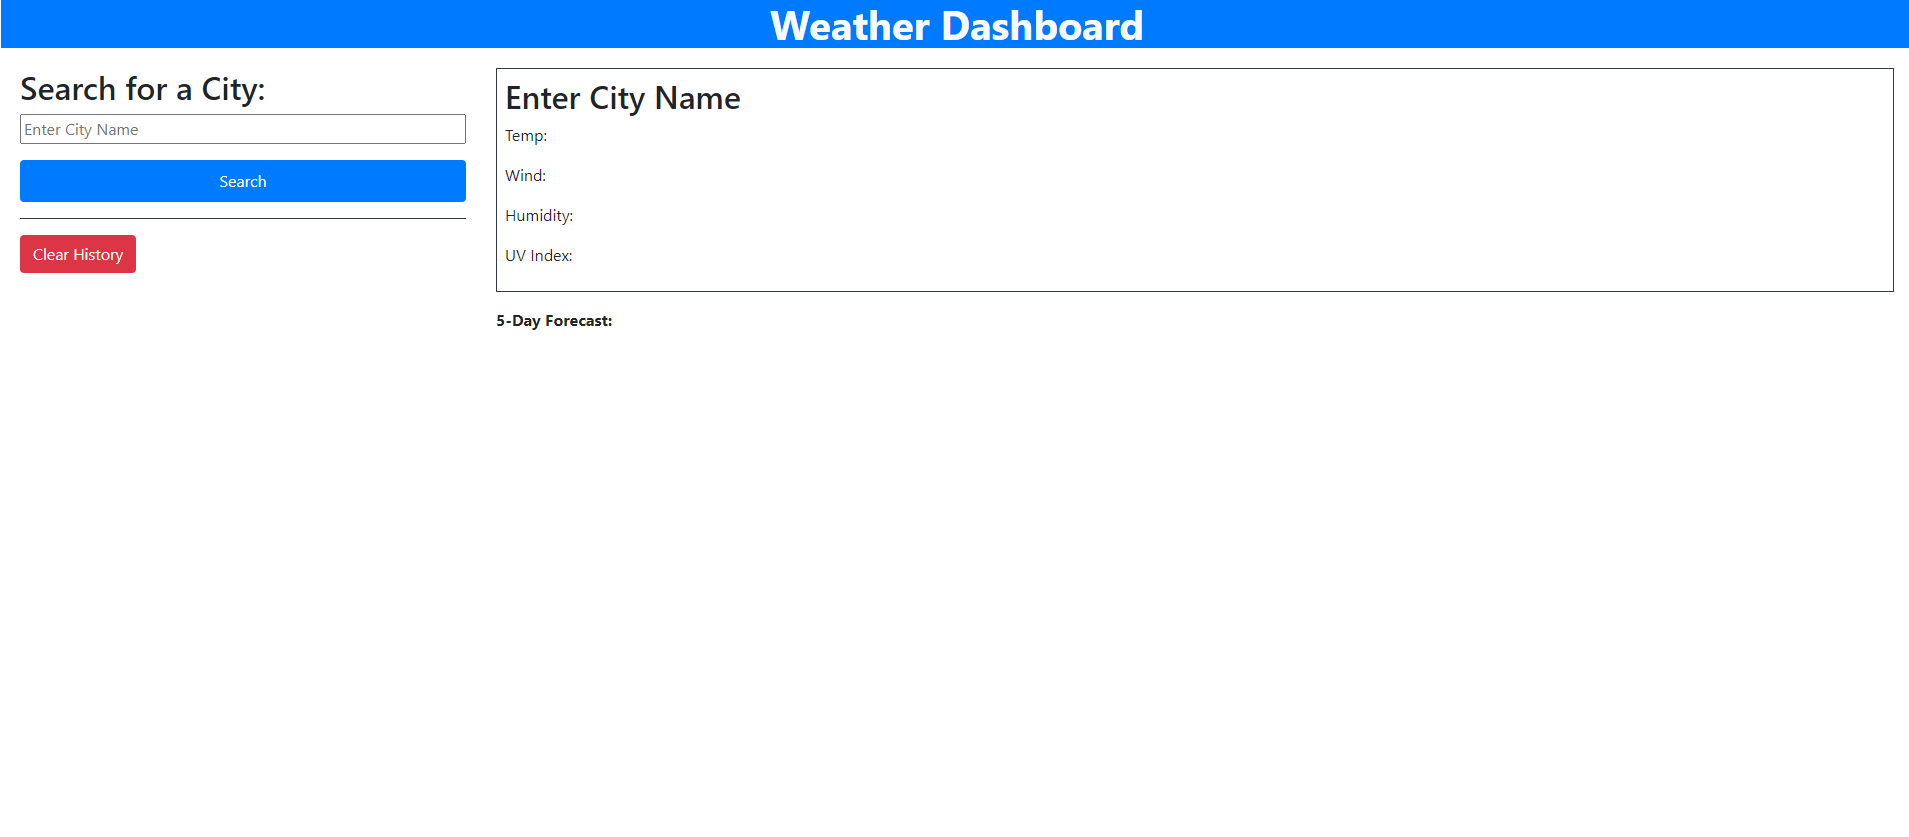 Weather Dashboard
Search for a City:
Enter City Name
Search
Clear History
Enter City Name
Temp:
Wind:
Humidity:
UV Index:
5-Day Forecast: